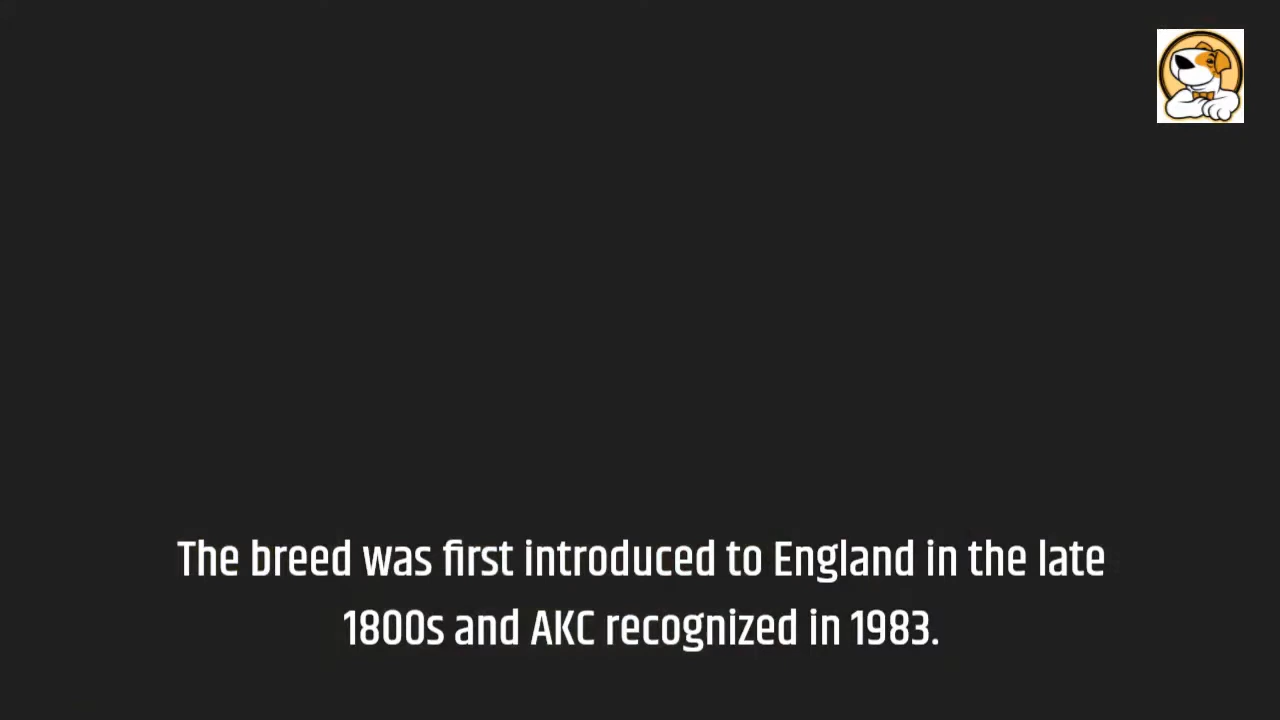 The breed was first introduced to England in the late
1800s and AKC recognized in 1983.